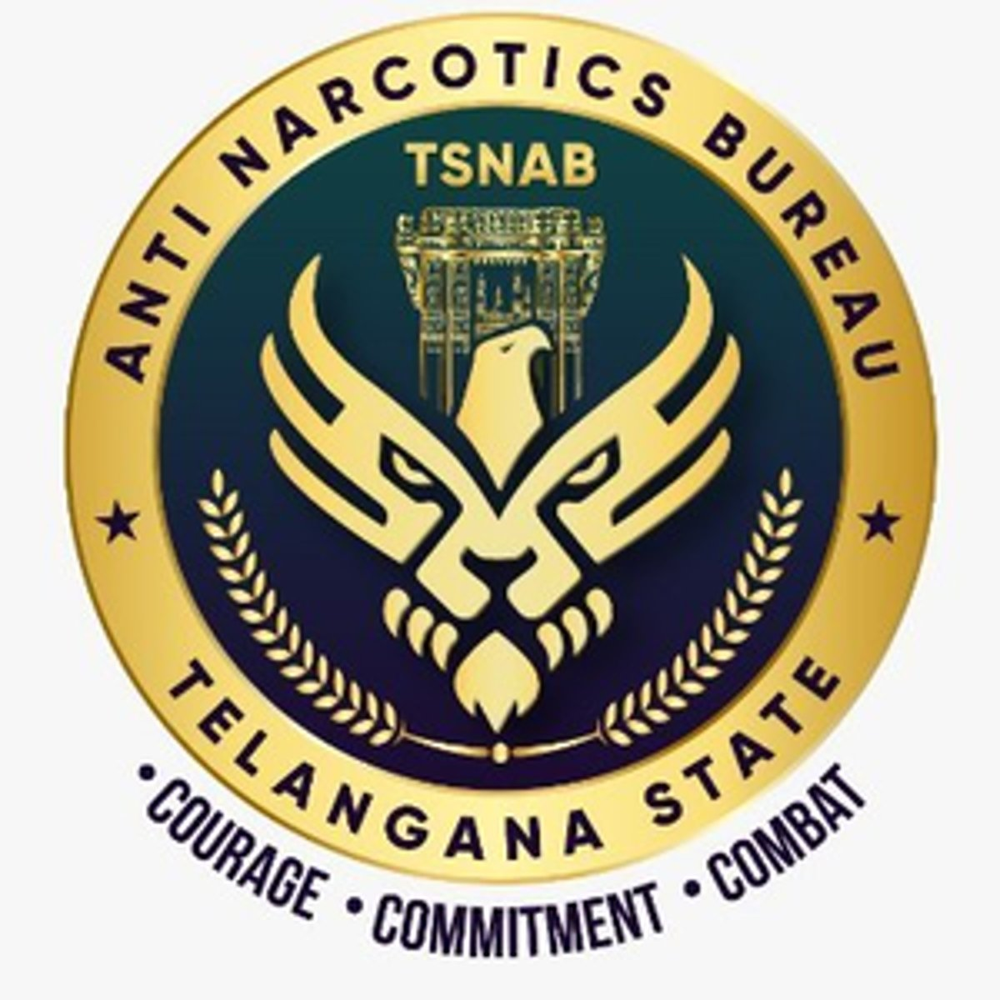 ANTI NARCOTICS BUREAU
TSNAB
TELANGANA STATE
• COURAGE • COMMITMENT • COMBAT